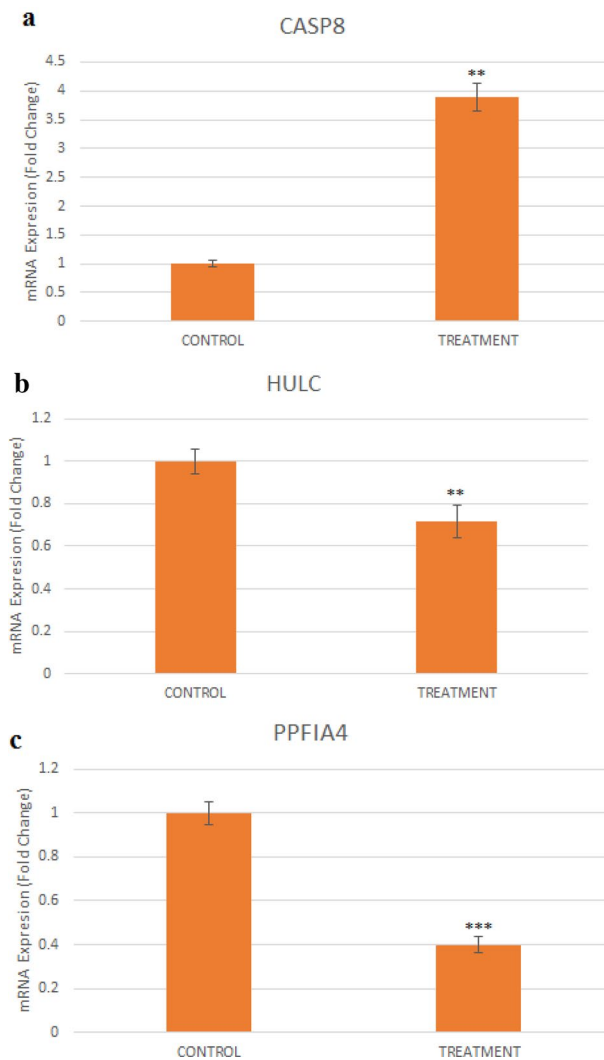 a
CASP8
mRNA Expresion (Fold Change)
4.5
4
3.5
3
2.5
2
1.5
1
0.5
0
**
CONTROL TREATMENT
b
HULC
mRNA Expresion (Fold Change)
1.2
1
0.8
0.6
0.4
0.2
0
**
CONTROL TREATMENT
c
PPFIA4
mRNA Expresion (Fold Change)
1.2
1
0.8
0.6
0.4
0.2
0
***
CONTROL TREATMENT